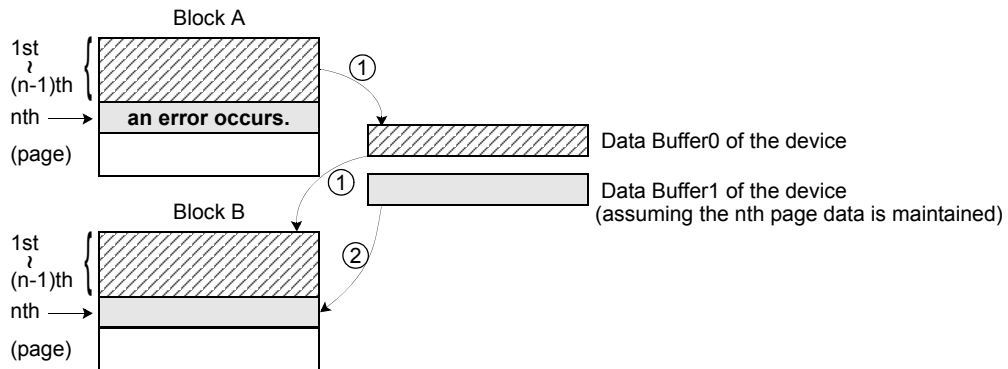 Block A
1st
~
(n-1)th
nth
an error occurs.
(page)
①
Data Buffer0 of the device
①
Data Buffer1 of the device
(assuming the nth page data is maintained)
Block B
1st
~
(n-1)th
②
nth
(page)